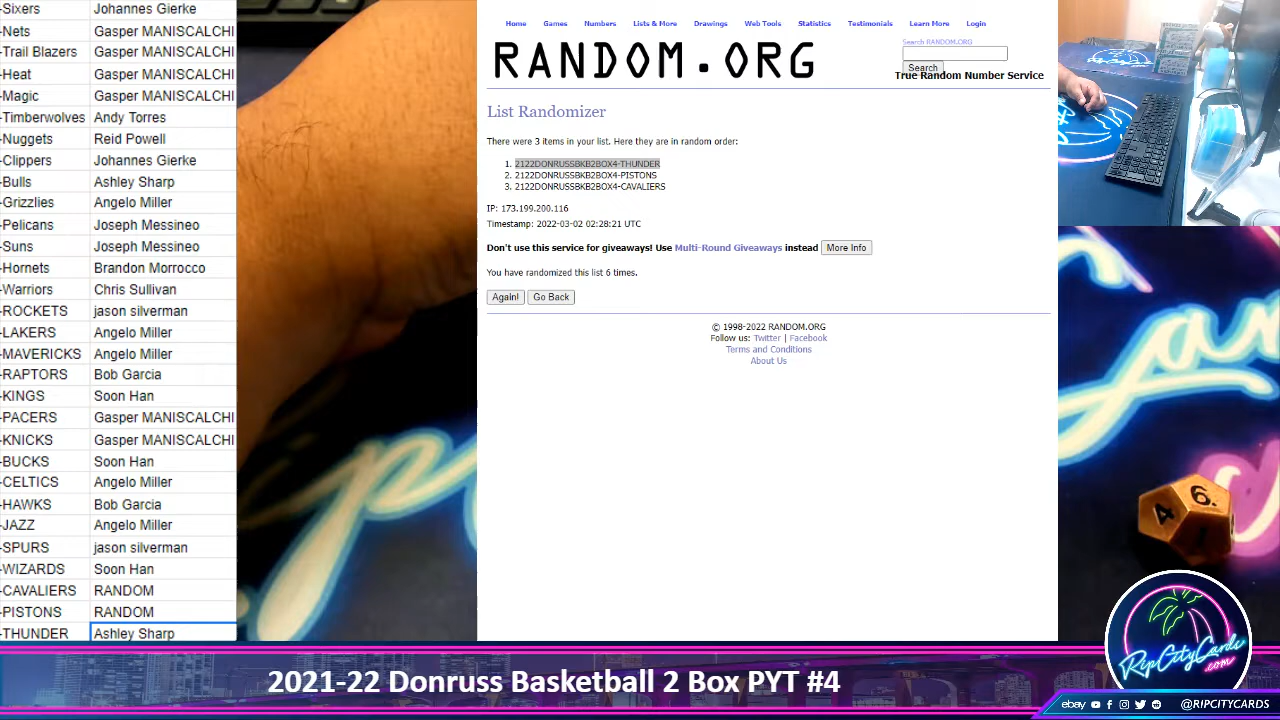 -Sixers Johannes Gierke
-Nets Gasper MANISCALCHI
-Trail Blazers Gasper MANISCALCHI
-Heat Gasper MANISCALCHI
-Magic Gasper MANISCALCHI
-Timberwolves Andy Torres
-Nuggets Reid Powell
-Clippers Johannes Gierke
-Bulls Ashley Sharp
-Grizzlies Angelo Miller
-Pelicans Joseph Messineo
-Suns Joseph Messineo
-Hornets Brandon Morrocco
-Warriors Chris Sullivan
-ROCKETS jason silverman
-LAKERS Angelo Miller
-MAVERICKS Angelo Miller
-RAPTORS Bob Garcia
-KINGS Soon Han
-PACERS Gasper MANISCALCHI
-KNICKS Gasper MANISCALCHI
-BUCKS Soon Han
-CELTICS Angelo Miller
-HAWKS Bob Garcia
-JAZZ Angelo Miller
-SPURS jason silverman
-WIZARDS Soon Han
-CAVALIERS RANDOM
-PISTONS RANDOM
-THUNDER Ashley Sharp
Home Games Numbers Lists & More Drawings Web Tools Statistics Testimonials Learn More Login
RANDOM.ORG
Search RANDOM.ORG
Search
True Random Number Service
List Randomizer
There were 3 items in your list. Here they are in random order:
1. 2122DONRUSSBKB2BOX4-THUNDER
2. 2122DONRUSSBKB2BOX4-PISTONS
3. 2122DONRUSSBKB2BOX4-CAVALIERS
IP: 173.199.200.116
Timestamp: 2022-03-02 02:28:21 UTC
Don't use this service for giveaways! Use Multi-Round Giveaways instead More Info
You have randomized this list 6 times.
Again! Go Back
© 1998-2022 RANDOM.ORG
Follow us: Twitter | Facebook
Terms and Conditions
About Us
4 6.
RipCityCards
.com
2021-22 Donruss Basketball 2 Box PYT #4
ebay @RIPCITYCARDS